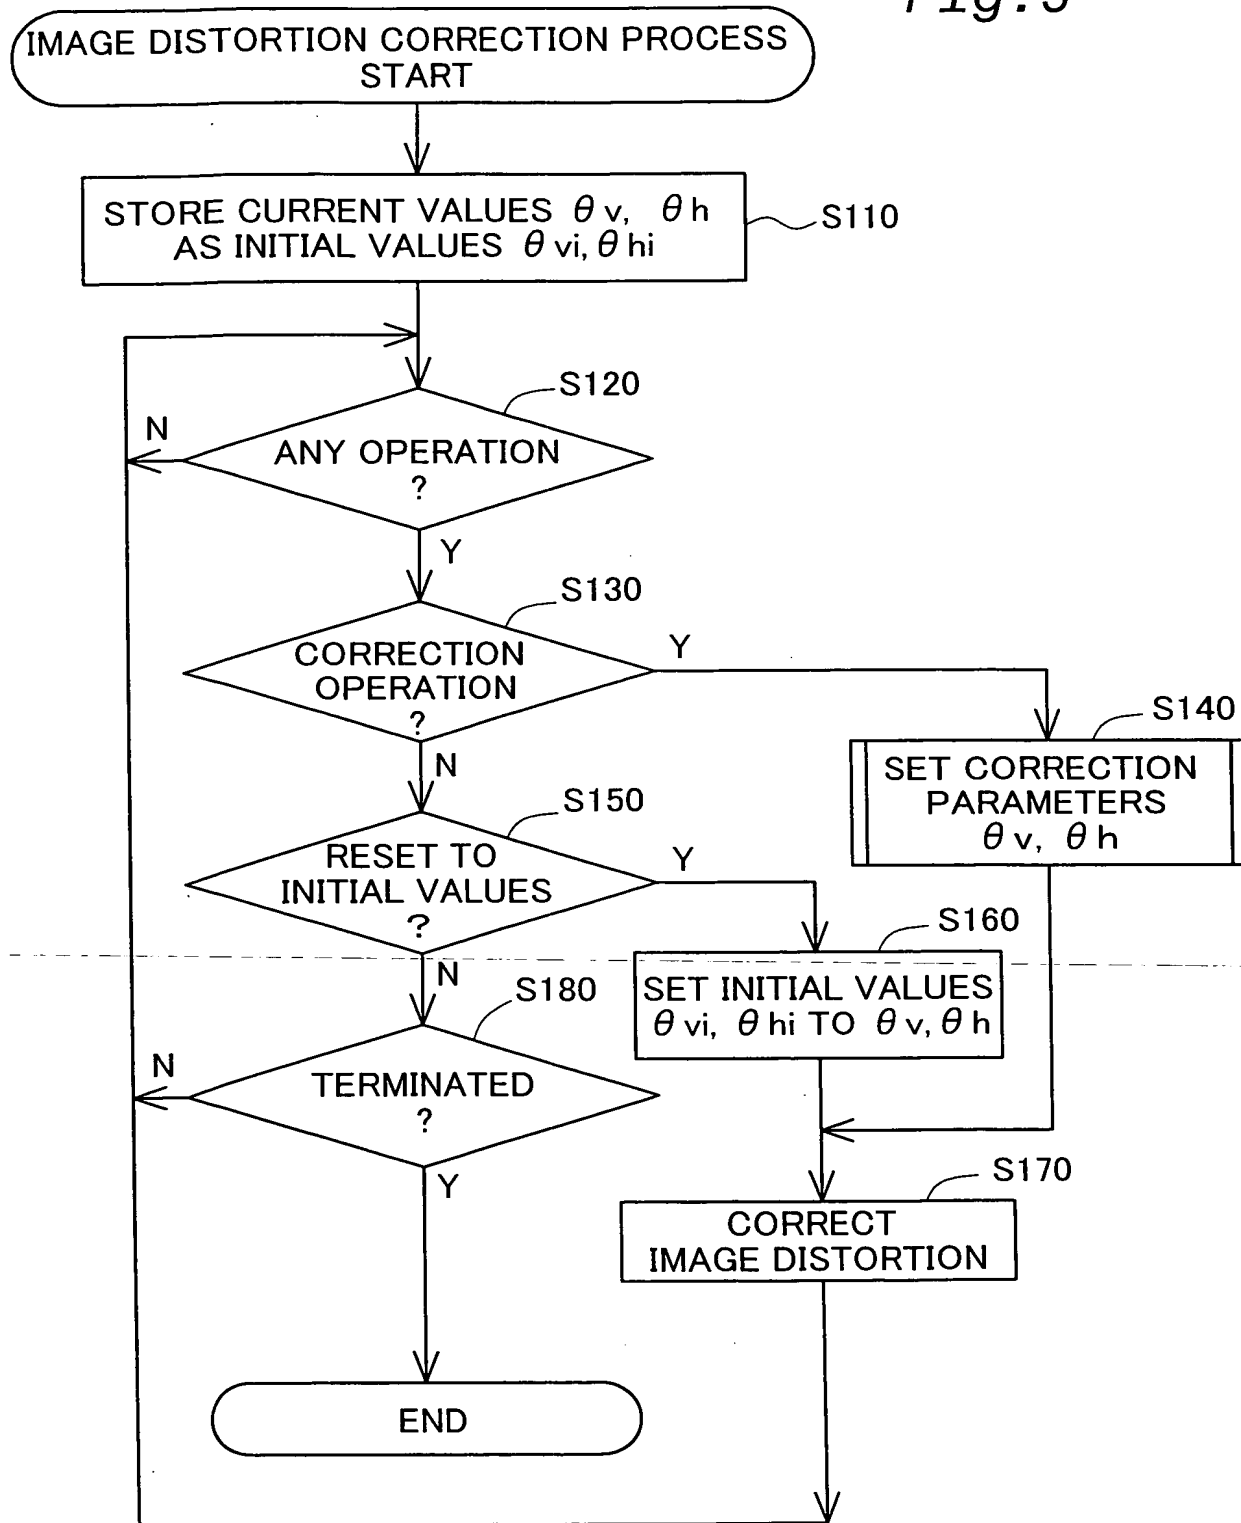 IMAGE DISTORTION CORRECTION PROCESS
START
STORE CURRENT VALUES θv, θh
AS INITIAL VALUES θvi, θhi
S110
S120
N
ANY OPERATION
?
Y
S130
CORRECTION
OPERATION
?
Y
S140
SET CORRECTION
PARAMETERS
θv, θh
N
S150
RESET TO
INITIAL VALUES
?
Y
S160
SET INITIAL VALUES
θvi, θhi TO θv, θh
N
S180
N
TERMINATED
?
Y
S170
CORRECT
IMAGE DISTORTION
END